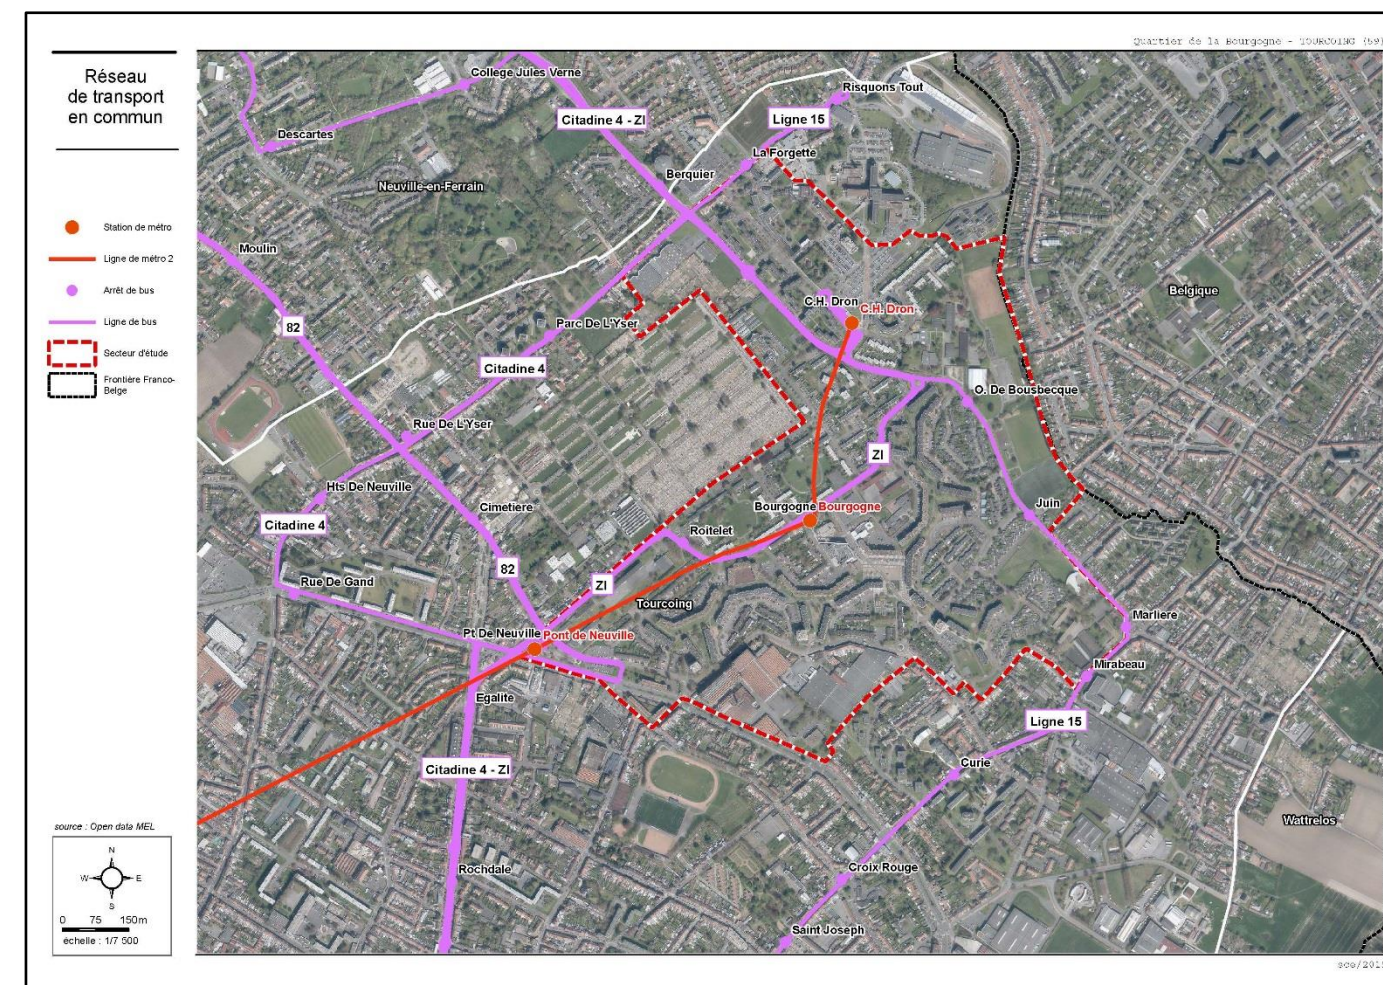 Quartier de la Bourgogne - TOURCOING (59)
Réseau
de transport
en commun
Station de métro
Ligne de métro 2
Arrêt de bus
Ligne de bus
Secteur d'étude
Frontière Franco-
Belge
source : Open data MEL
N
W
E
S
0 75 150m
échelle : 1/7 500
College Jules Verne
Risquons Tout
Citadine 4 - ZI
Ligne 15
Descartes
La Forgette
Berquier
Neuville-en-Ferrain
Moulin
Belgique
C.H. Dron
C.H. Dron
82
Parc De L'Yser
Citadine 4
O. De Bousbecque
Rue De L'Yser
ZI
Hts De Neuville
Cimetière
Bourgogne
Bourgogne
Juin
Citadine 4
Roitelet
82
Rue De Gand
ZI
Tourcoing
Marliere
Pt De Neuville
Pont de Neuville
Mirabeau
Egalite
Ligne 15
Citadine 4 - ZI
Curie
Wattrelos
Rochdale
Croix Rouge
Saint Joseph